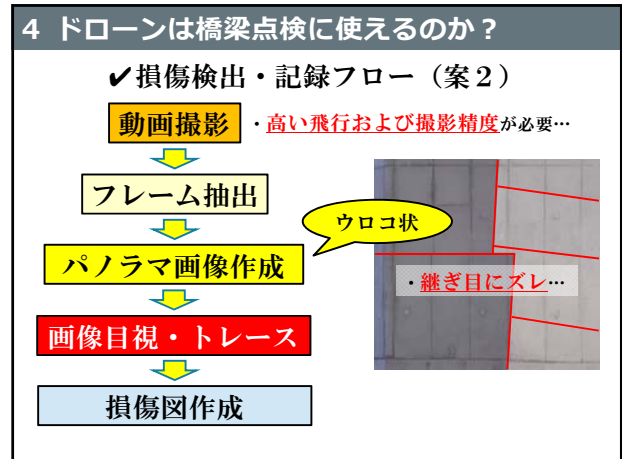 4 ドローンは橋梁点検に使えるのか？
✔損傷検出・記録フロー（案２）
動画撮影
・高い飛行および撮影精度が必要…
フレーム抽出
ウロコ状
パノラマ画像作成
・継ぎ目にズレ…
画像目視・トレース
損傷図作成